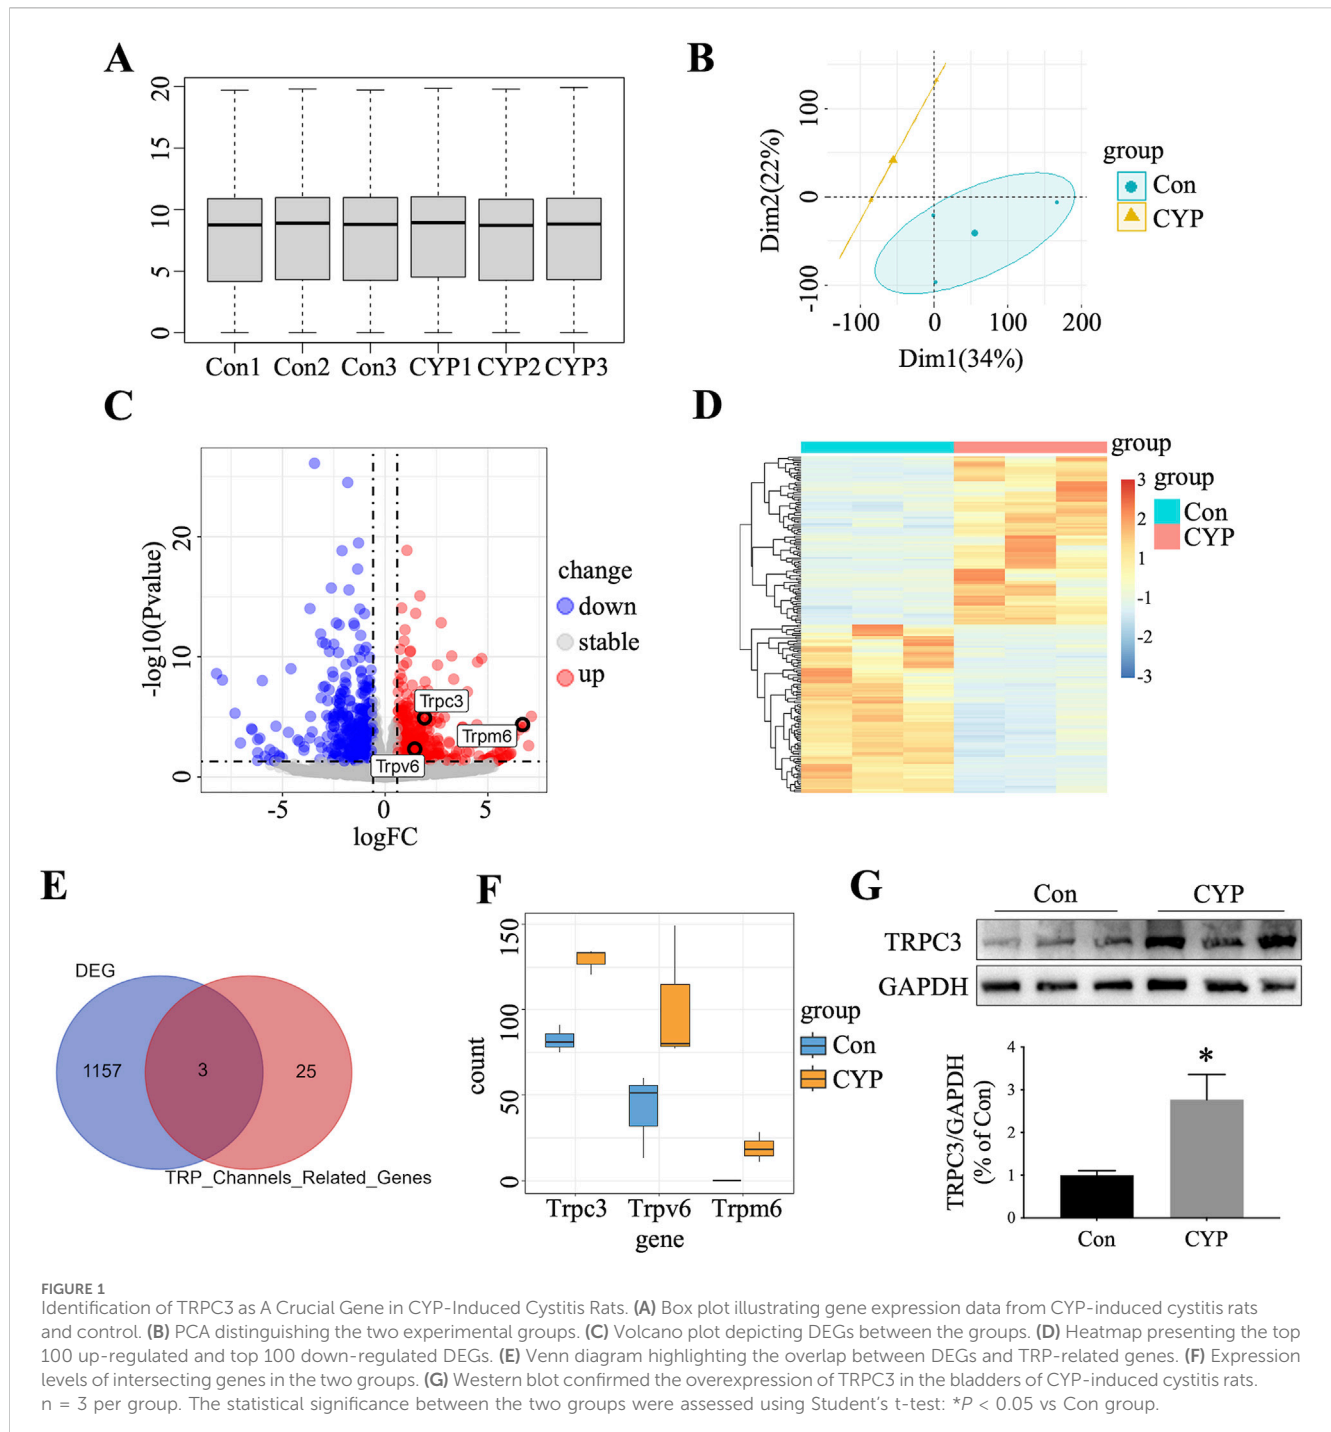 A
20
15
10
5
0
Con1 Con2 Con3 CYP1 CYP2 CYP3
B
Dim2(22%)
100
0
-100
-100 0 100 200
Dim1(34%)
group
Con
CYP
C
-log10(Pvalue)
20
10
0
Trpc3
Trpm6
Trpv6
-5 0 5
logFC
change
down
stable
up
D
group
3
2
1
-1
-2
-3
group
Con
CYP
E
DEG
1157 3 25
TRP_Channels_Related_Genes
F
count
150
100
50
0
Trpc3 Trpv6 Trpm6
gene
group
Con
CYP
G
Con CYP
TRPC3
GAPDH
TRPC3/GAPDH
(% of Con)
4
3
2
1
0
*
Con CYP
FIGURE 1
Identification of TRPC3 as A Crucial Gene in CYP-Induced Cystitis Rats. (A) Box plot illustrating gene expression data from CYP-induced cystitis rats
and control. (B) PCA distinguishing the two experimental groups. (C) Volcano plot depicting DEGs between the groups. (D) Heatmap presenting the top
100 up-regulated and top 100 down-regulated DEGs. (E) Venn diagram highlighting the overlap between DEGs and TRP-related genes. (F) Expression
levels of intersecting genes in the two groups. (G) Western blot confirmed the overexpression of TRPC3 in the bladders of CYP-induced cystitis rats.
n = 3 per group. The statistical significance between the two groups were assessed using Student's t-test: *P < 0.05 vs Con group.